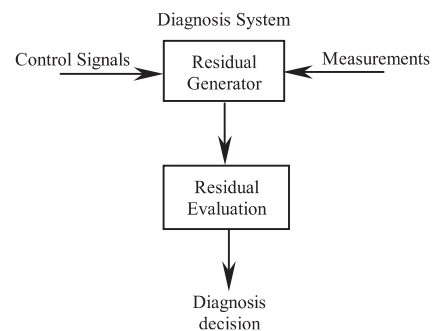 Diagnosis System
Control Signals
Residual
Generator
Measurements
Residual
Evaluation
Diagnosis
decision